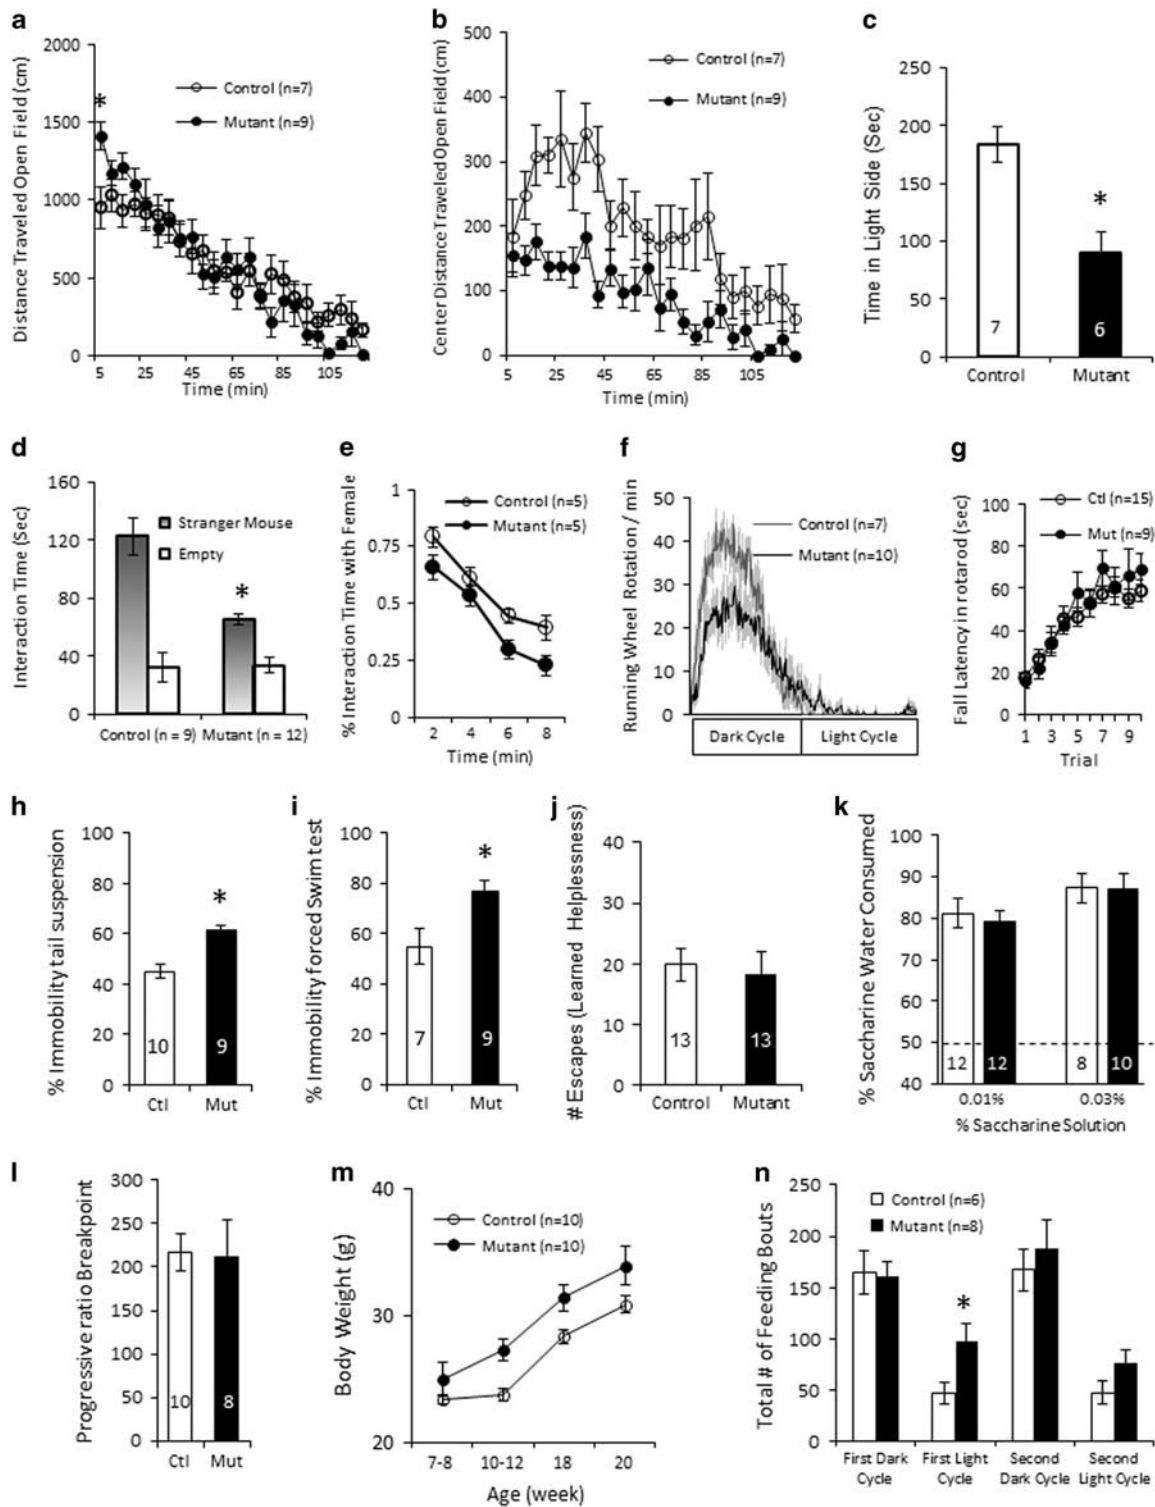 a
Distance Traveled Open Field (cm)
2000
1500
1000
500
0
*
Control (n=7)
Mutant (n=9)
5 25 45 65 85 105
Time (min)
b
Center Distance Traveled Open Field (cm)
500
400
300
200
100
0
Control (n=7)
Mutant (n=9)
5 25 45 65 85 105
Time (min)
c
Time in Light Side (Sec)
250
200
150
100
50
0
*
7 6
Control Mutant
d
Interaction Time (Sec)
160
120
80
40
0
Stranger Mouse
Empty
*
Control (n = 9) Mutant (n = 12)
e
% Interaction Time with Female
1
0.75
0.5
0.25
0
Control (n=5)
Mutant (n=5)
2 4 6 8
Time (min)
f
Running Wheel Rotation / min
50
40
30
20
10
0
Control (n=7)
Mutant (n=10)
Dark Cycle Light Cycle
g
Fall Latency in rotarod (sec)
100
80
60
40
20
0
Ctl (n=15)
Mut (n=9)
1 3 5 7 9
Trial
h
% Immobility tail suspension
100
80
60
40
20
0
*
10 9
Ctl Mut
i
% Immobility forced Swim test
100
80
60
40
20
0
*
7 9
Ctl Mut
j
# Escapes (Learned Helplessness)
40
30
20
10
0
13 13
Control Mutant
k
% Saccharine Water Consumed
100
90
80
70
60
50
40
12 12 8 10
0.01% 0.03%
% Saccharine Solution
l
Progressive ratio Breakpoint
300
250
200
150
100
50
0
10 8
Ctl Mut
m
Body Weight (g)
40
30
20
Control (n=10)
Mutant (n=10)
7-8 10-12 18 20
Age (week)
n
Total # of Feeding Bouts
250
200
150
100
50
0
Control (n=6)
Mutant (n=8)
*
First Dark First Light Second Second
Cycle Cycle Dark Cycle Light Cycle